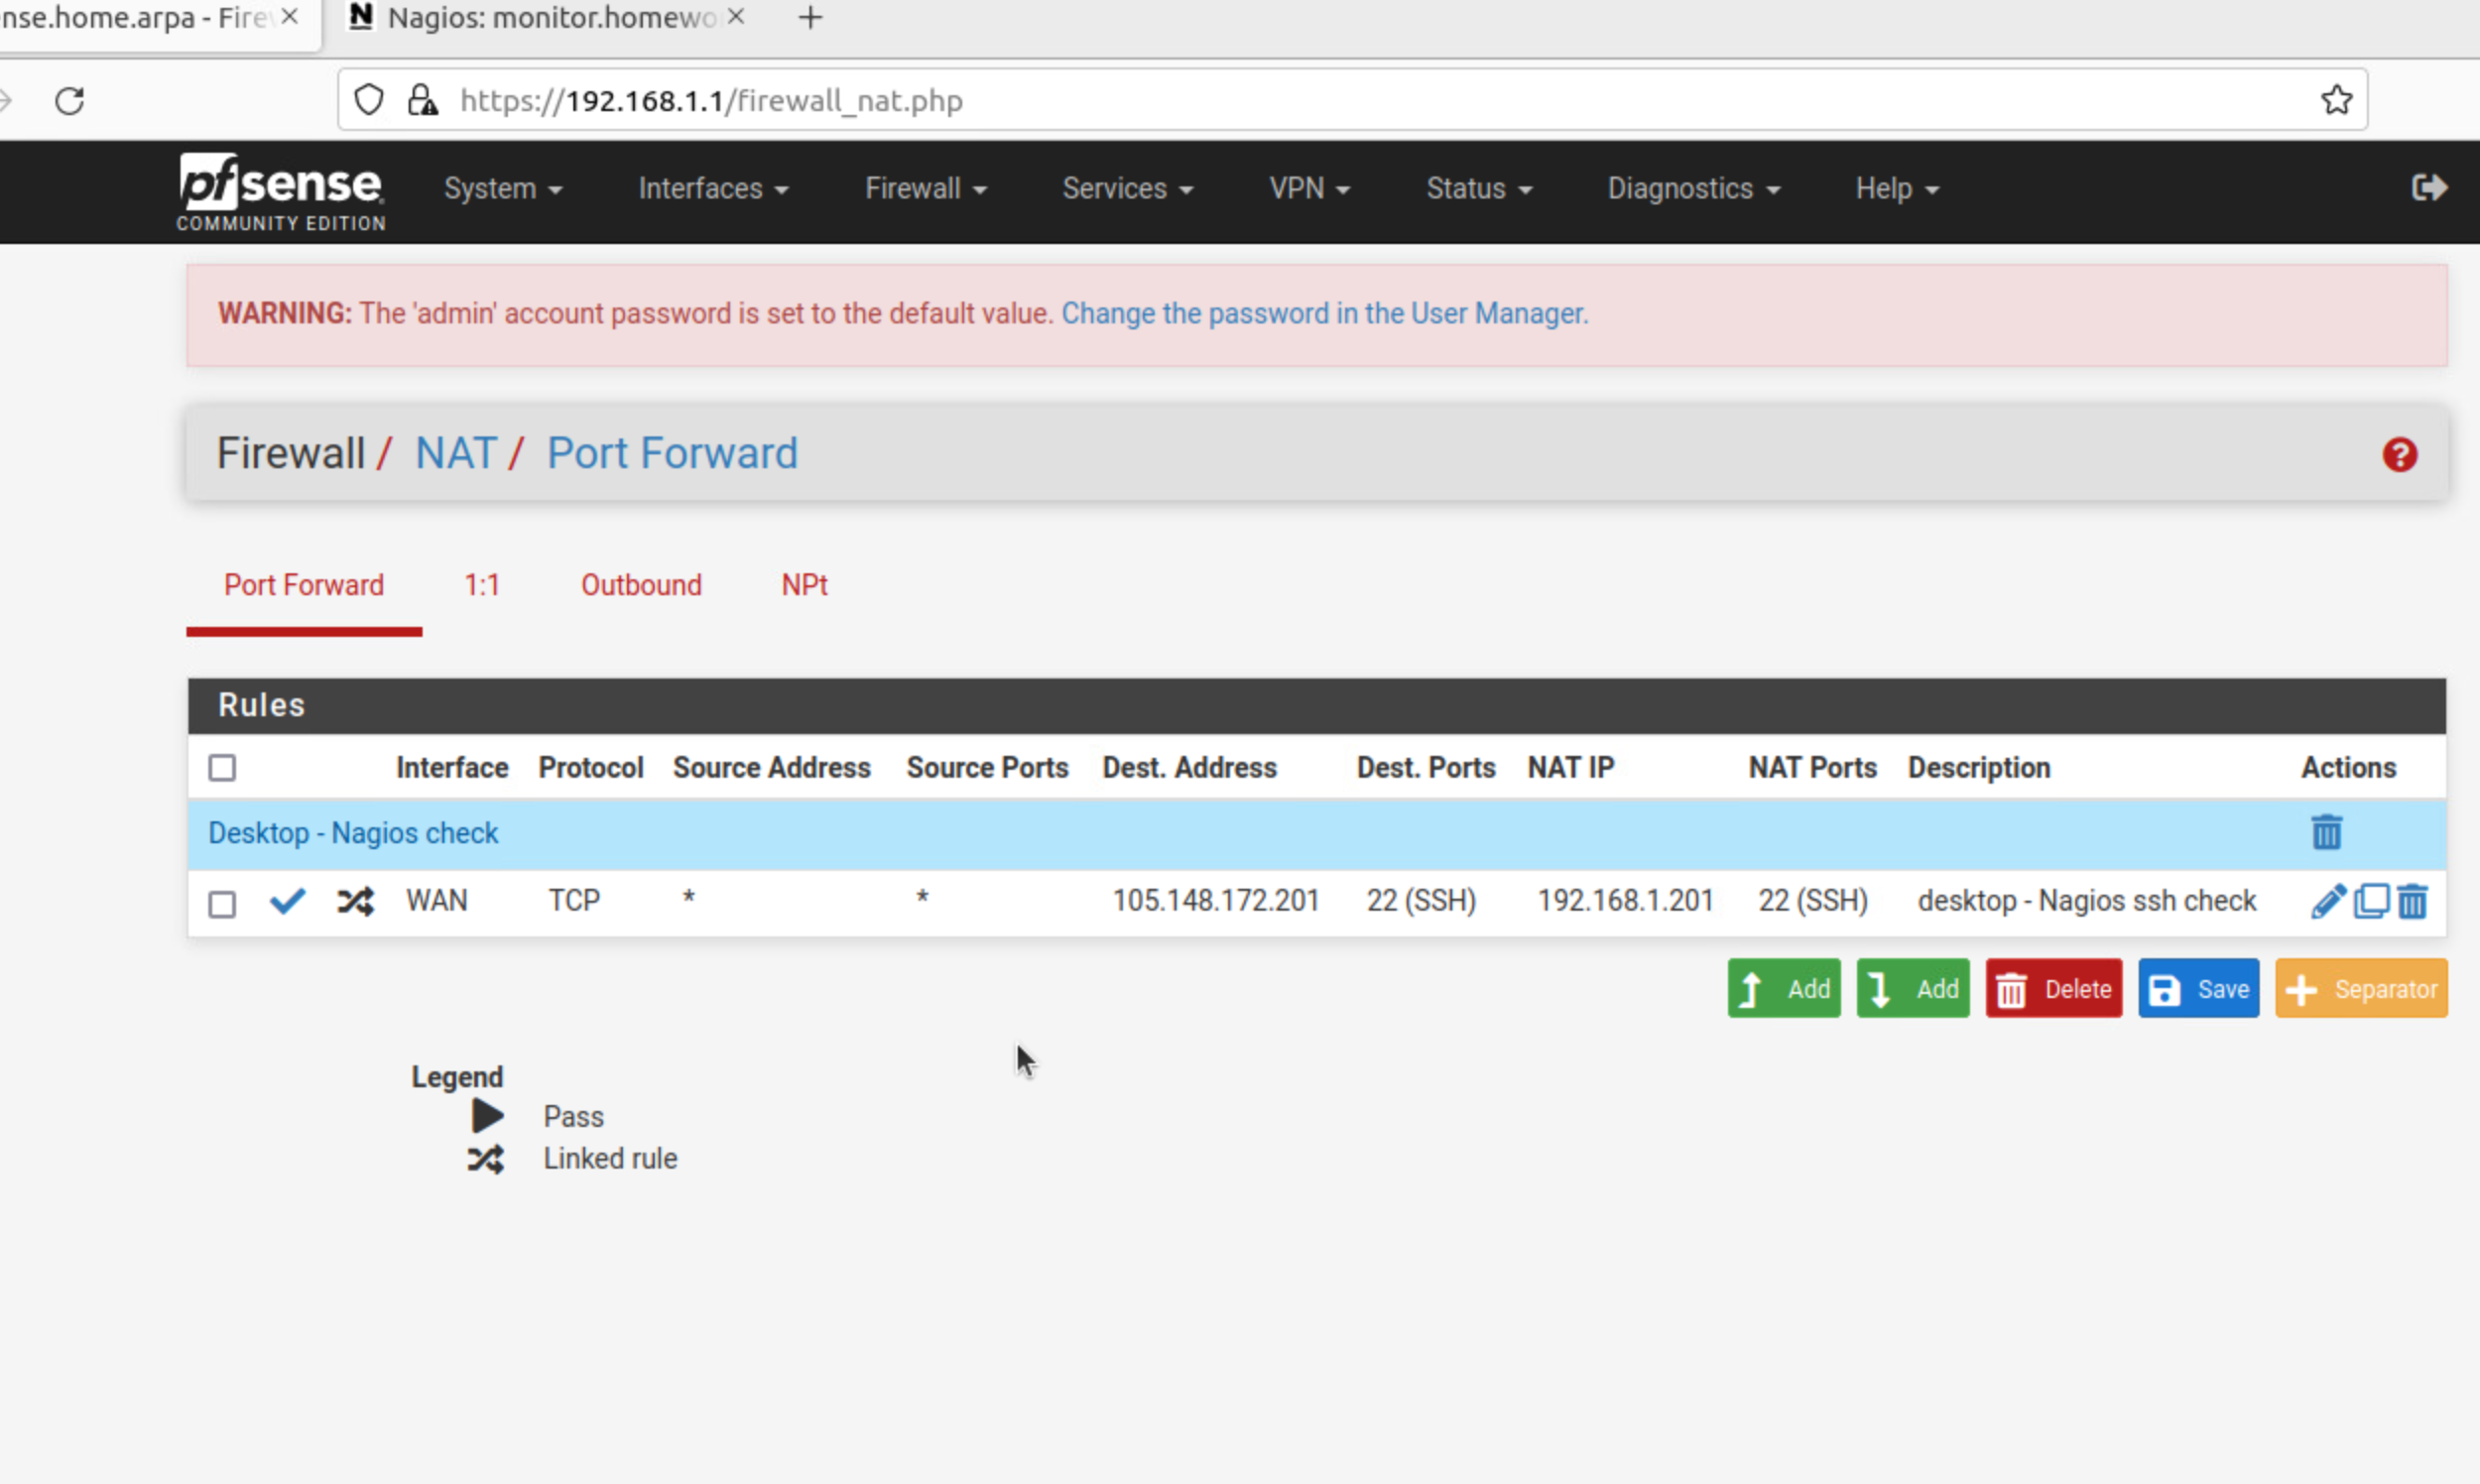 nse.home.arpa - Firew
N Nagios: monitor.homewo
https://192.168.1.1/firewall_nat.php
pfsense
COMMUNITY EDITION
System Interfaces Firewall Services VPN Status Diagnostics Help
WARNING: The 'admin' account password is set to the default value. Change the password in the User Manager.
Firewall / NAT / Port Forward
?
Port Forward 1:1 Outbound NPt
Rules
Interface Protocol Source Address Source Ports Dest. Address Dest. Ports NAT IP NAT Ports Description Actions
Desktop - Nagios check
WAN TCP * * 105.148.172.201 22 (SSH) 192.168.1.201 22 (SSH) desktop - Nagios ssh check
Add Add Delete Save Separator
Legend
Pass
Linked rule